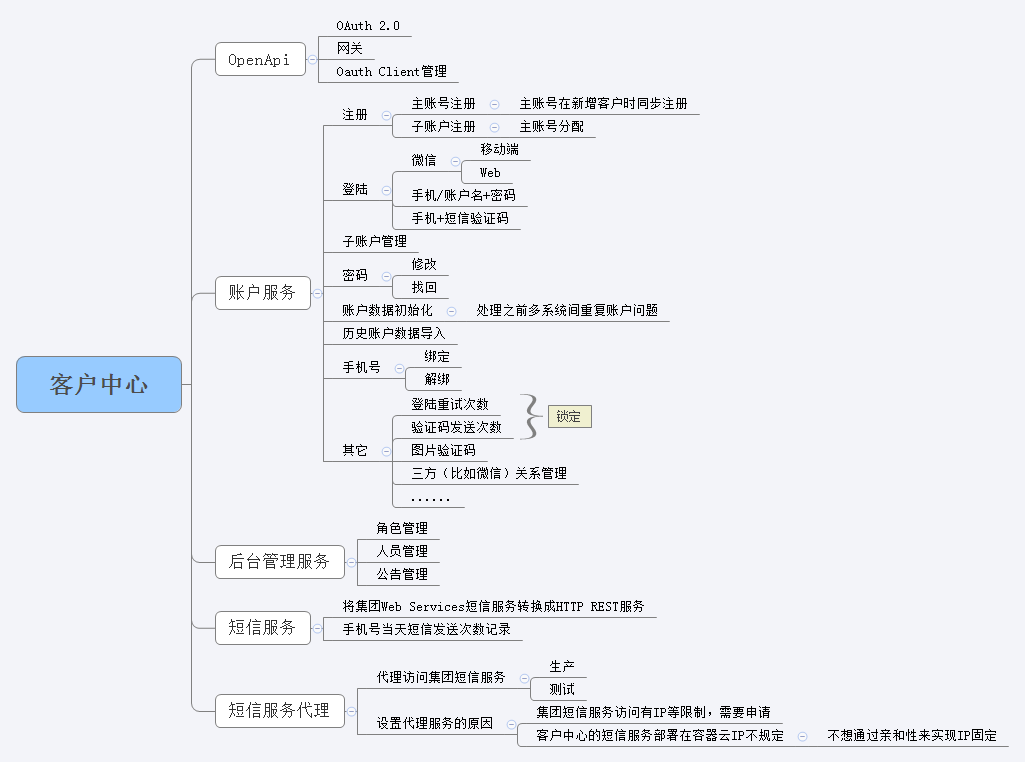 客户中心
OpenApi
OAuth 2.0
网关
Oauth Client管理
账户服务
注册
主账号注册
主账号在新增客户时同步注册
子账户注册
主账号分配
登陆
微信
移动端
Web
手机/账户名+密码
手机+短信验证码
子账户管理
密码
修改
找回
账户数据初始化
处理之前多系统间重复账户问题
历史账户数据导入
手机号
绑定
解绑
其它
登陆重试次数
验证码发送次数
锁定
图片验证码
三方（比如微信）关系管理
......
后台管理服务
角色管理
人员管理
公告管理
短信服务
将集团Web Services短信服务转换成HTTP REST服务
手机号当天短信发送次数记录
短信服务代理
代理访问集团短信服务
生产
测试
设置代理服务的原因
集团短信服务访问有IP等限制，需要申请
客户中心的短信服务部署在容器云IP不规定
不想通过亲和性来实现IP固定